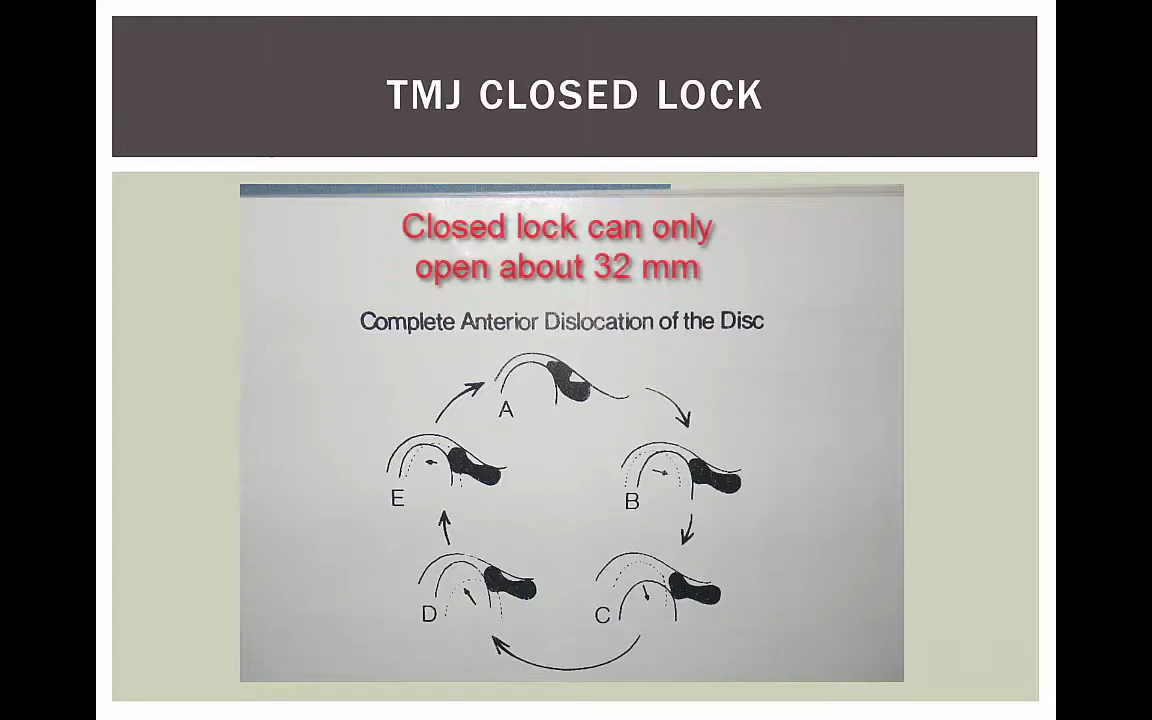 TMJ CLOSED LOCK
Closed lock can only
open about 32 mm
Complete Anterior Dislocation of the Disc
A
E
B
D
C